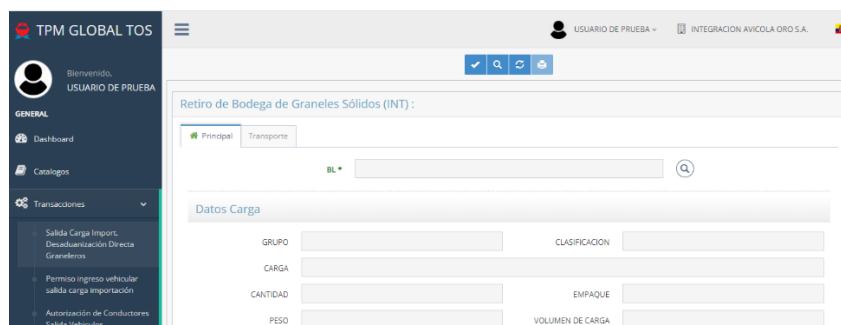 TPM GLOBAL TOS
USUARIO DE PRUEBA
INTEGRACION AVICOLA ORO S.A.
Bienvenido,
USUARIO DE PRUEBA
GENERAL
Dashboard
Catalogos
Transacciones
Salida Carga Import.
Desaduanización Directa
Graneleros
Permiso ingreso vehicular
salida carga importación
Autorización de Conductores
Salida Vehiculos
Retiro de Bodega de Graneles Sólidos (INT) :
Principal
Transporte
BL *
Datos Carga
GRUPO
CLASIFICACION
CARGA
CANTIDAD
EMPAQUE
PESO
VOLUMEN DE CARGA